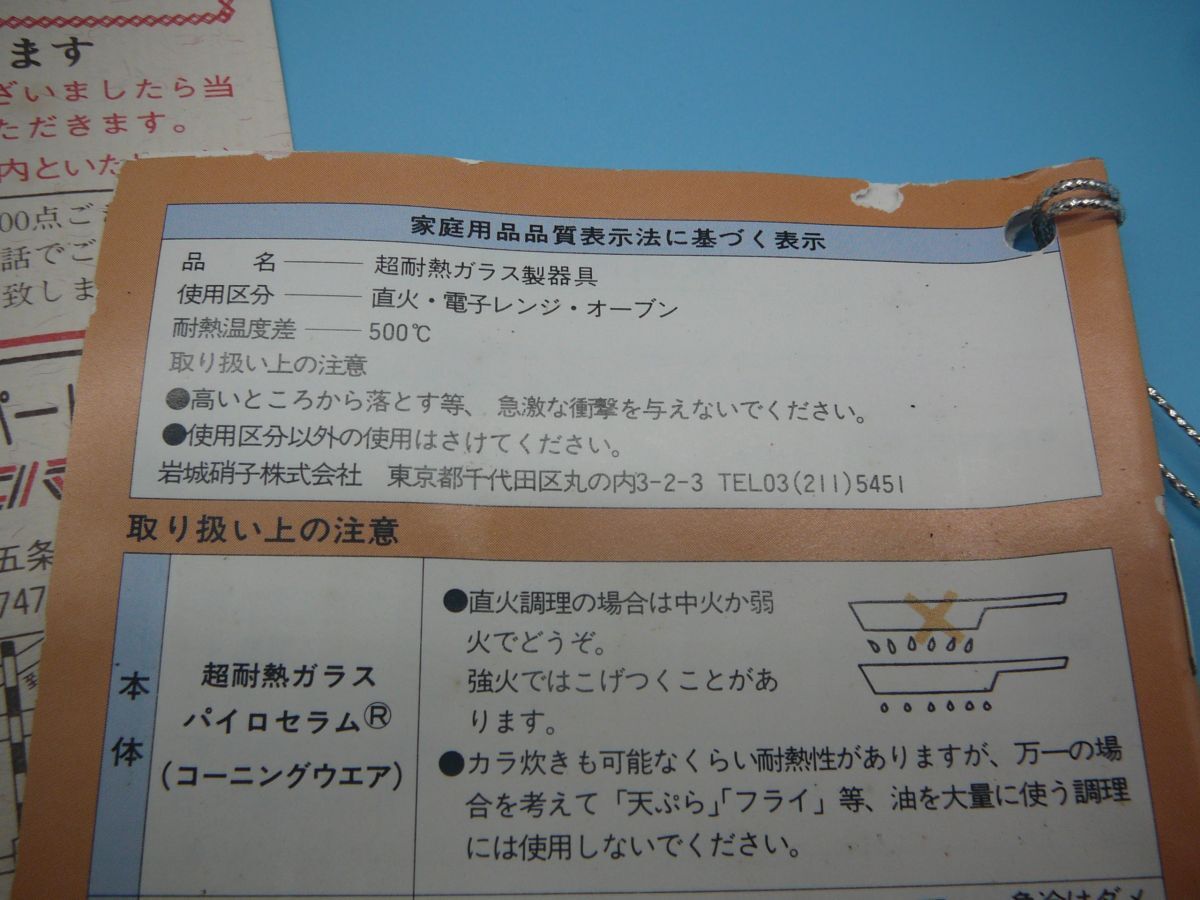 ます
ざいましたら当
ただきます。
内といた
00点ご
話でご
致しま
パート
五条
747
家庭用品品質表示法に基づく表示
品 名 ―― 超耐熱ガラス製器具
使用区分 ―― 直火・電子レンジ・オーブン
耐熱温度差 ―― 500℃
取り扱い上の注意
●高いところから落とす等、急激な衝撃を与えないでください。
●使用区分以外の使用はさけてください。
岩城硝子株式会社 東京都千代田区丸の内3-2-3 TEL03(211)5451
取り扱い上の注意
本体
超耐熱ガラス
パイロセラム®
(コーニングウエア)
●直火調理の場合は中火か弱
火でどうぞ。
強火ではこげつくことがあ
ります。
●カラ炊きも可能なくらい耐熱性がありますが、万一の場
合を考えて「天ぷら」「フライ」等、油を大量に使う調理
には使用しないでください。
急冷はダメ